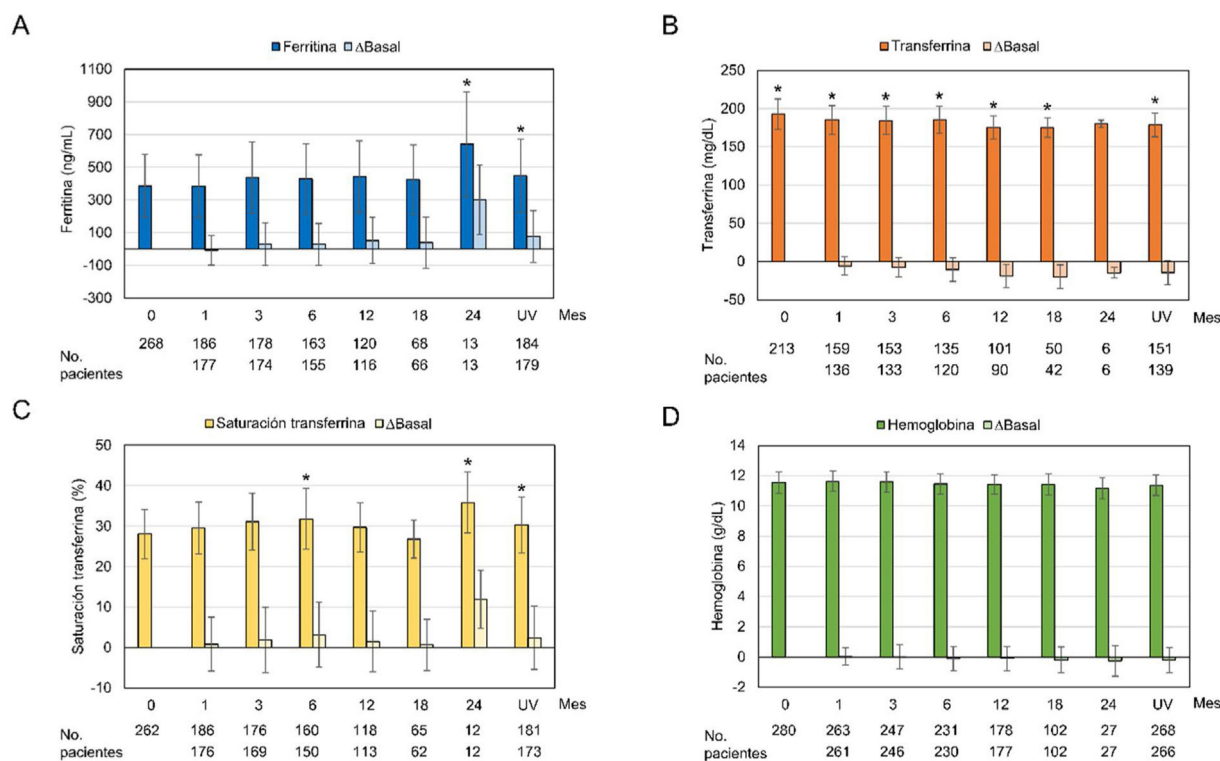 A
Ferritina ΔBasal
Ferritina (ng/mL)
1100
900
700
500
300
100
-100
-300
* *
0 1 3 6 12 18 24 UV Mes
268 186 178 163 120 68 13 184
No. pacientes 177 174 155 116 66 13 179
B
Transferrina ΔBasal
Transferrina (mg/dL)
250
200
150
100
50
0
-50
* * * * * * *
0 1 3 6 12 18 24 UV Mes
213 159 153 135 101 50 6 151
No. pacientes 136 133 120 90 42 6 139
C
Saturación transferrina ΔBasal
Saturación transferrina (%)
50
40
30
20
10
0
-10
* * *
0 1 3 6 12 18 24 UV Mes
262 186 176 160 118 65 12 181
No. pacientes 176 169 150 113 62 12 173
D
Hemoglobina ΔBasal
Hemoglobina (g/dL)
14
12
10
8
6
4
2
0
-2
0 1 3 6 12 18 24 UV Mes
280 263 247 231 178 102 27 268
No. pacientes 261 246 230 177 102 27 266